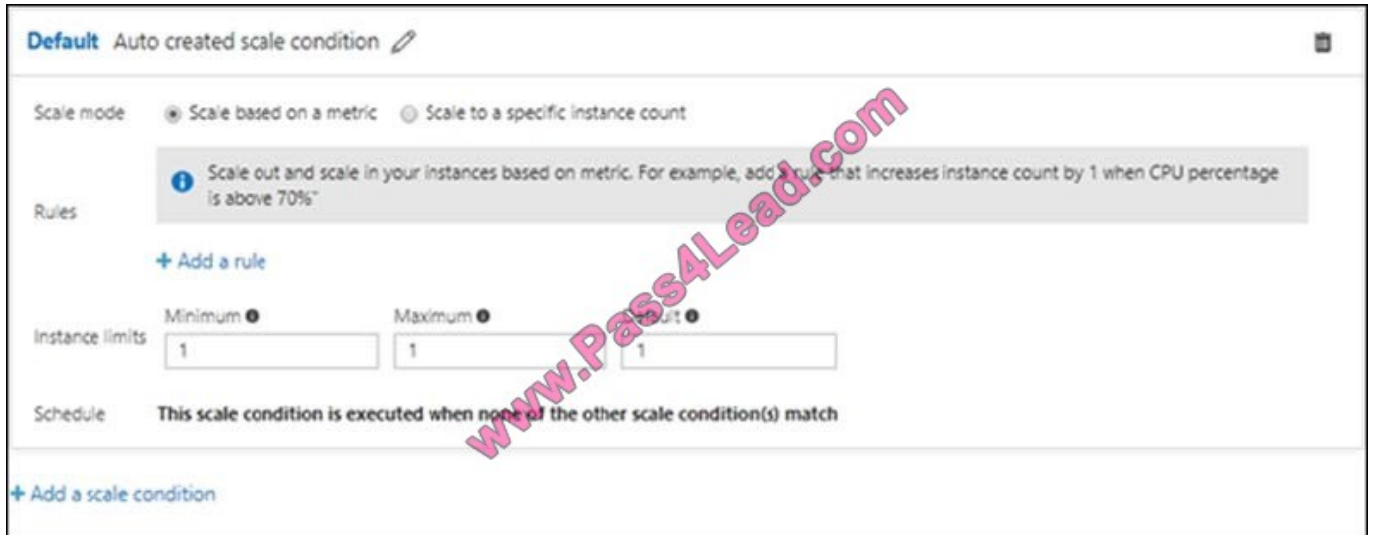 Default Auto created scale condition
Scale mode Scale based on a metric Scale to a specific instance count
Scale out and scale in your instances based on metric. For example, add a rule that increases instance count by 1 when CPU percentage
is above 70%"
Rules
+ Add a rule
Minimum Maximum Default
Instance limits 1 1 1
Schedule This scale condition is executed when none of the other scale condition(s) match
+ Add a scale condition
www.Pass4Lead.com